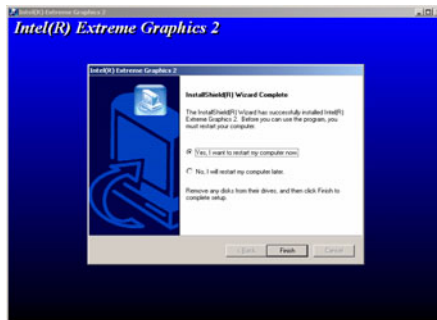 Intel(R) Extreme Graphics 2
Intel(R) Extreme Graphics 2
Intel(R) Extreme Graphics 2
InstallShield(R) Wizard Complete
The InstallShield(R) Wizard has successfully installed Intel(R)
Extreme Graphics 2. Before you can use the program, you
must restart your computer.
Yes, I want to restart my computer now.
No, I will restart my computer later.
Remove any disks from their drives, and then click Finish to
complete setup.
< Back
Finish
Cancel